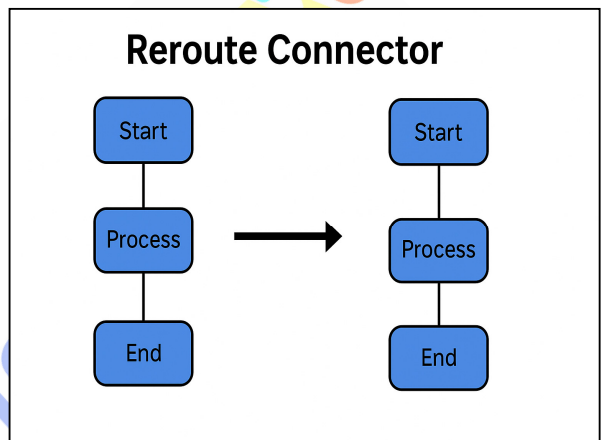 Reroute Connector
Start
Process
End
Start
Process
End